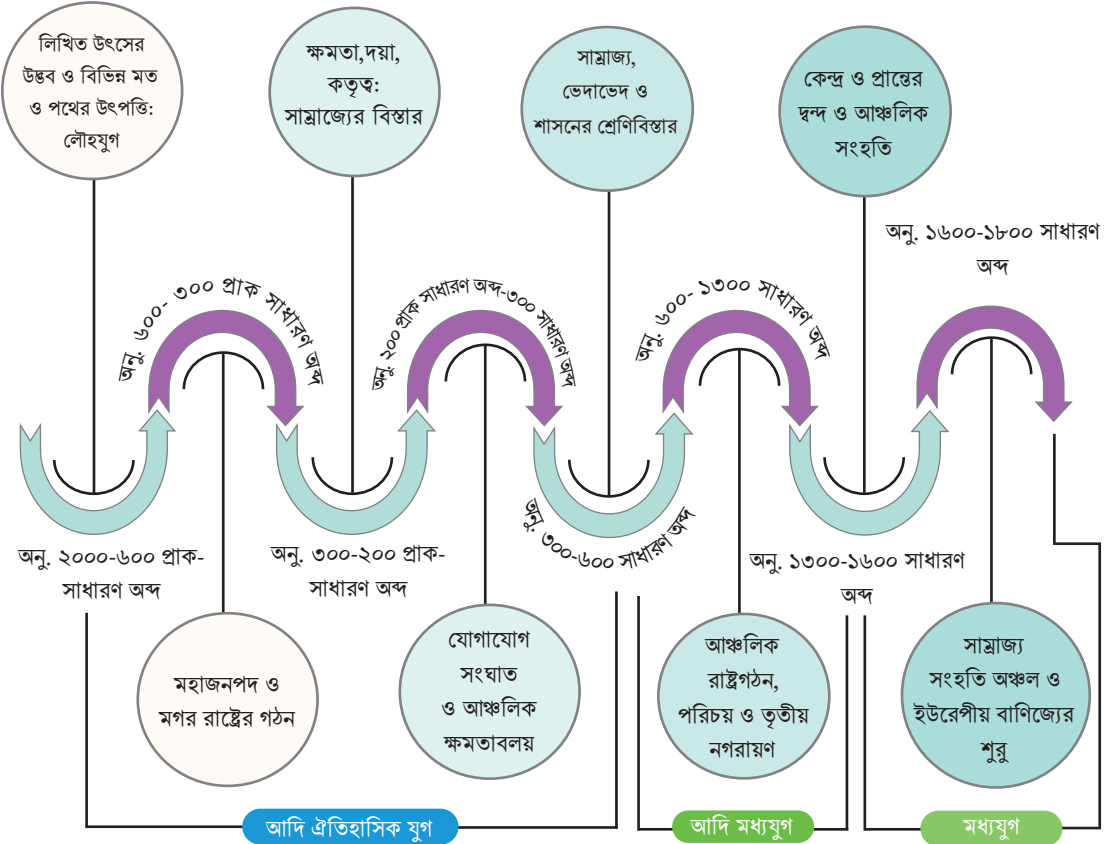 লিখিত উৎসের
উদ্ভব ও বিভিন্ন মত
ও পথের উৎপত্তি:
লৌহযুগ
ক্ষমতা,দয়া,
কতৃত্ব:
সাম্রাজ্যের বিস্তার
সাম্রাজ্য,
ভেদাভেদ ও
শাসনের শ্রেণিবিস্তার
কেন্দ্র ও প্রান্তের
দ্বন্দ ও আঞ্চলিক
সংহতি
অনু. ১৬০০-১৮০০ সাধারণ
অব্দ
অনু. ৬০০- ৩০০ প্রাক সাধারণ অব্দ
অনু. ২০০ প্রাক সাধারণ অব্দ-৩০০ সাধারণ অব্দ
অনু. ৬০০- ১৩০০ সাধারণ অব্দ
অনু. ২০০০-৬০০ প্রাক-
সাধারণ অব্দ
অনু. ৩০০-২০০ প্রাক-
সাধারণ অব্দ
অনু. ৩০০-৬০০ সাধারণ অব্দ
অনু. ১৩০০-১৬০০ সাধারণ
অব্দ
মহাজনপদ ও
মগর রাষ্ট্রের গঠন
যোগাযোগ
সংঘাত
ও আঞ্চলিক
ক্ষমতাবলয়
আঞ্চলিক
রাষ্ট্রগঠন,
পরিচয় ও তৃতীয়
নগরায়ণ
সাম্রাজ্য
সংহতি অঞ্চল ও
ইউরেপীয় বাণিজ্যের
শুরু
আদি ঐতিহাসিক যুগ
আদি মধ্যযুগ
মধ্যযুগ